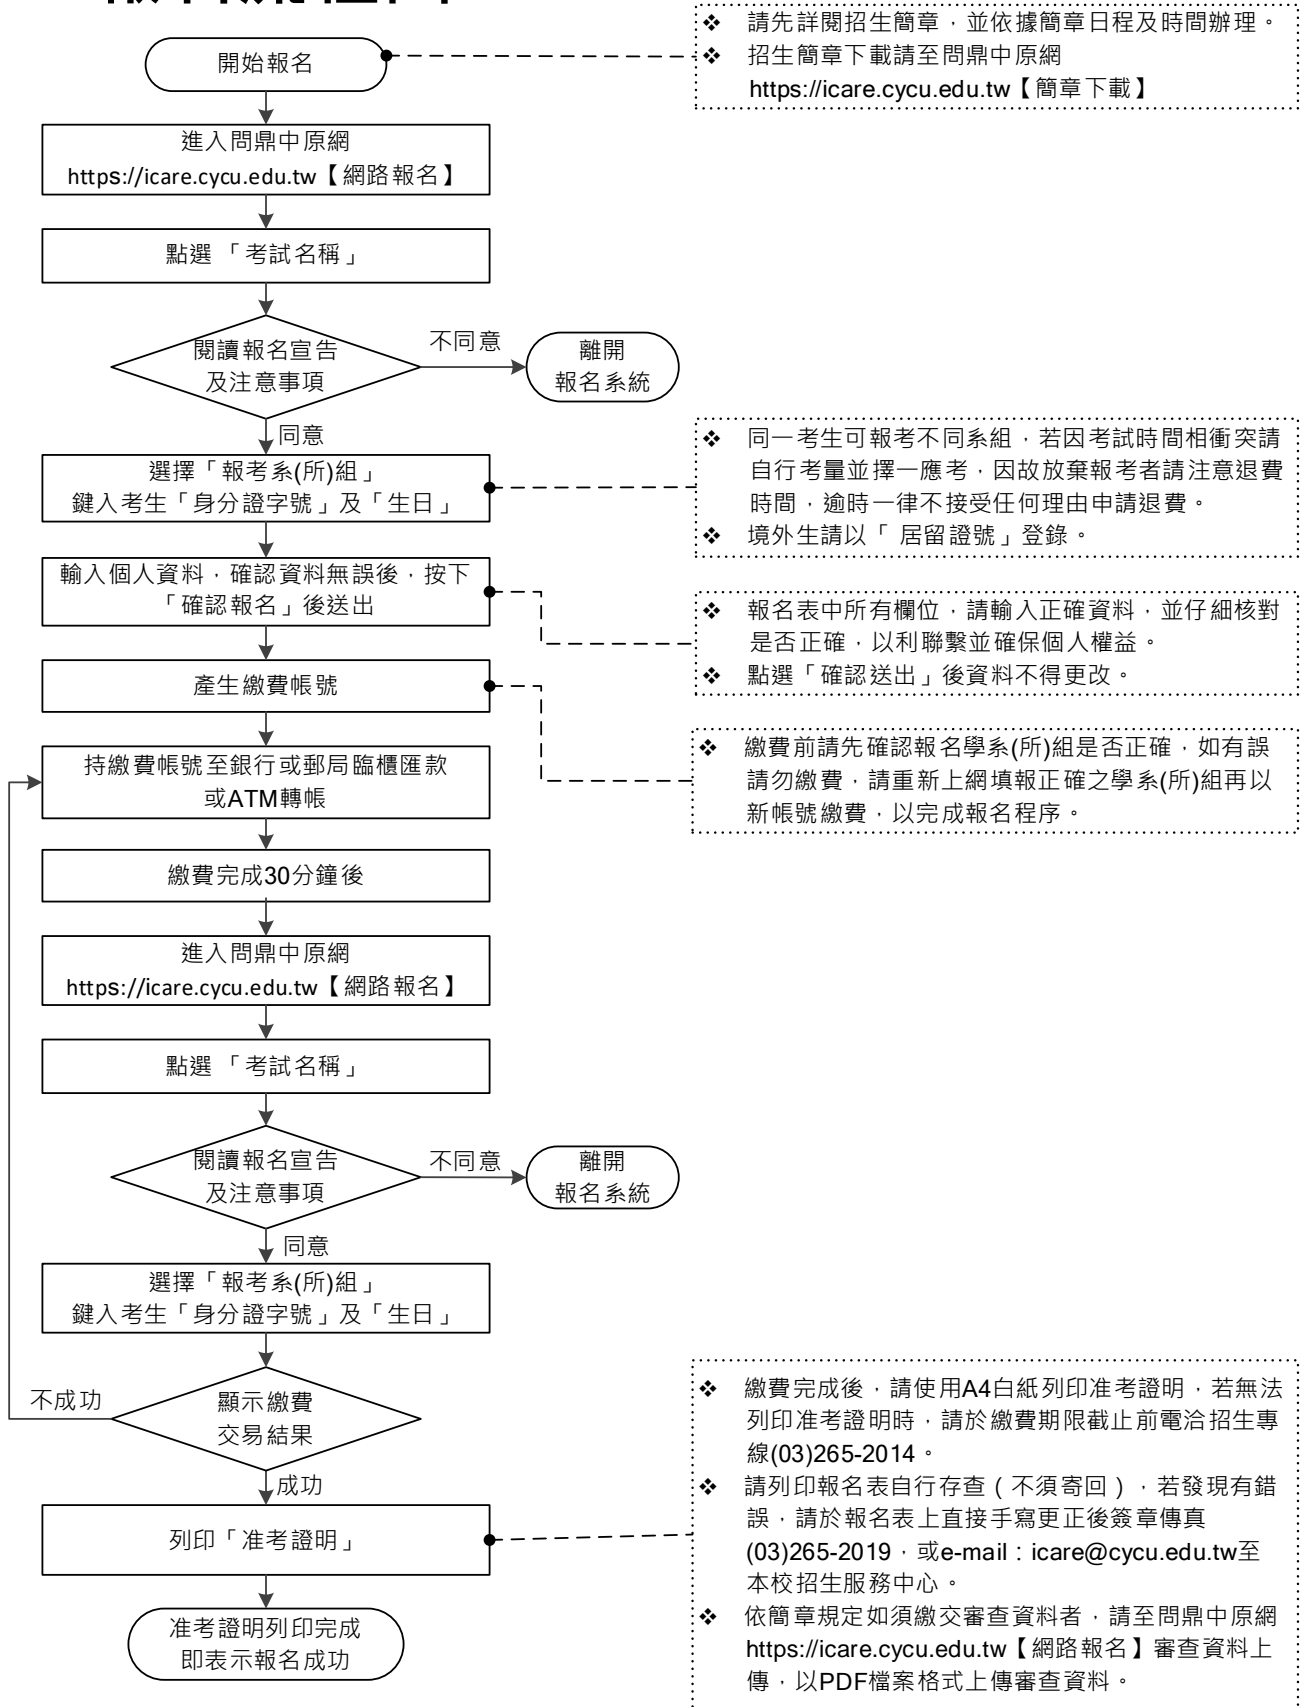 開始報名
❖ 請先詳閱招生簡章，並依據簡章日程及時間辦理。
❖ 招生簡章下載請至問鼎中原網
https://icare.cycu.edu.tw【簡章下載】
進入問鼎中原網
https://icare.cycu.edu.tw【網路報名】
點選「考試名稱」
閱讀報名宣告
及注意事項
不同意
離開
報名系統
同意
選擇「報考系(所)組」
鍵入考生「身分證字號」及「生日」
❖ 同一考生可報考不同系組，若因考試時間相衝突請
自行考量並擇一應考，因故放棄報考者請注意退費
時間，逾時一律不接受任何理由申請退費。
❖ 境外生請以「 居留證號」登錄。
輸入個人資料，確認資料無誤後，按下
「確認報名」後送出
❖ 報名表中所有欄位，請輸入正確資料，並仔細核對
是否正確，以利聯繫並確保個人權益。
❖ 點選「確認送出」後資料不得更改。
產生繳費帳號
❖ 繳費前請先確認報名學系(所)組是否正確，如有誤
請勿繳費，請重新上網填報正確之學系(所)組再以
新帳號繳費，以完成報名程序。
持繳費帳號至銀行或郵局臨櫃匯款
或ATM轉帳
繳費完成30分鐘後
進入問鼎中原網
https://icare.cycu.edu.tw【網路報名】
點選「考試名稱」
閱讀報名宣告
及注意事項
不同意
離開
報名系統
同意
選擇「報考系(所)組」
鍵入考生「身分證字號」及「生日」
顯示繳費
交易結果
不成功
成功
❖ 繳費完成後，請使用A4白紙列印准考證明，若無法
列印准考證明時，請於繳費期限截止前電洽招生專
線(03)265-2014。
❖ 請列印報名表自行存查（不須寄回），若發現有錯
誤，請於報名表上直接手寫更正後簽章傳真
(03)265-2019，或e-mail：icare@cycu.edu.tw至
本校招生服務中心。
❖ 依簡章規定如須繳交審查資料者，請至問鼎中原網
https://icare.cycu.edu.tw【網路報名】審查資料上
傳，以PDF檔案格式上傳審查資料。
列印「准考證明」
准考證明列印完成
即表示報名成功